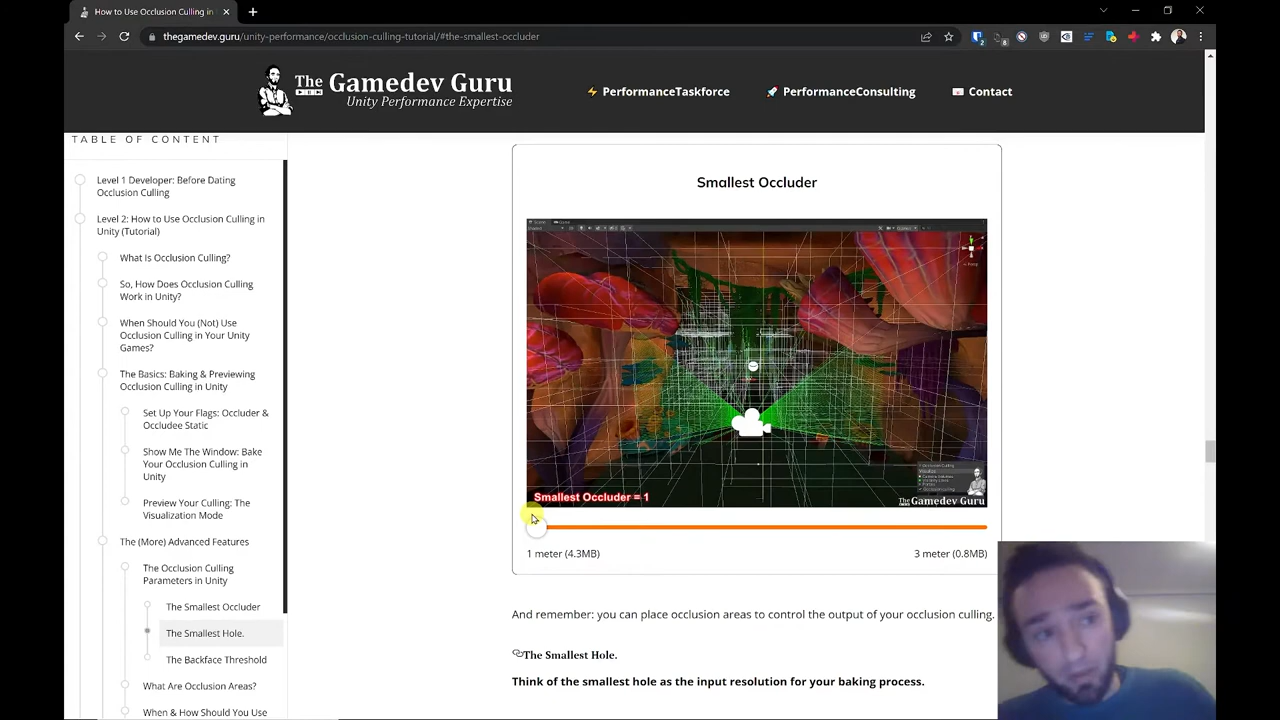 How to Use Occlusion Culling in
thegamedev.guru/unity-performance/occlusion-culling-tutorial/#the-smallest-occluder
2
8
The Gamedev Guru
Unity Performance Expertise
PerformanceTaskforce
PerformanceConsulting
Contact
TABLE OF CONTENT
Level 1 Developer: Before Dating
Occlusion Culling
Level 2: How to Use Occlusion Culling in
Unity (Tutorial)
What Is Occlusion Culling?
So, How Does Occlusion Culling
Work in Unity?
When Should You (Not) Use
Occlusion Culling in Your Unity
Games?
The Basics: Baking & Previewing
Occlusion Culling in Unity
Set Up Your Flags: Occluder &
Occludee Static
Show Me The Window: Bake
Your Occlusion Culling in
Unity
Preview Your Culling: The
Visualization Mode
The (More) Advanced Features
The Occlusion Culling
Parameters in Unity
The Smallest Occluder
The Smallest Hole.
The Backface Threshold
What Are Occlusion Areas?
When & How Should You Use
Smallest Occluder
Smallest Occluder = 1
The Gamedev Guru
1 meter (4.3MB)
3 meter (0.8MB)
And remember: you can place occlusion areas to control the output of your occlusion culling.
The Smallest Hole.
Think of the smallest hole as the input resolution for your baking process.